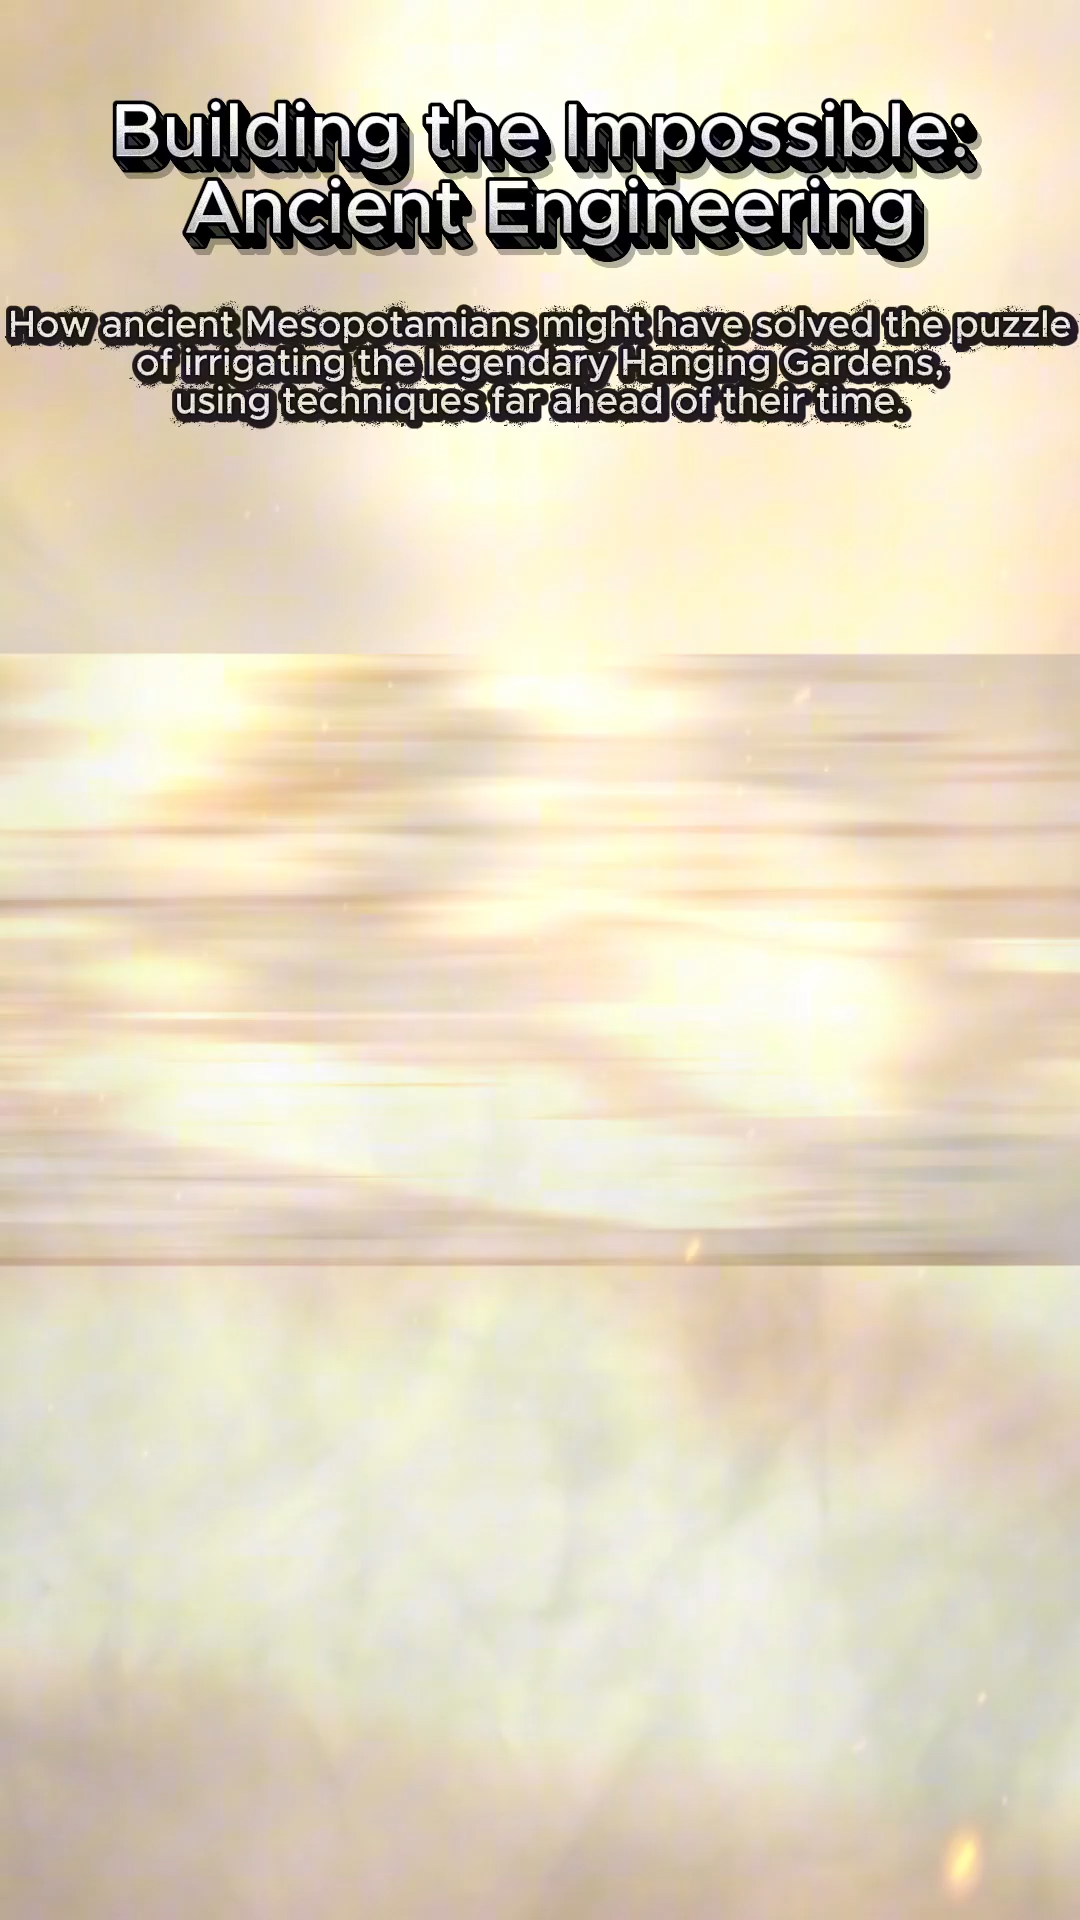 Building the Impossible:
Ancient Engineering
How ancient Mesopotamians might have solved the puzzle
of irrigating the legendary Hanging Gardens,
using techniques far ahead of their time.